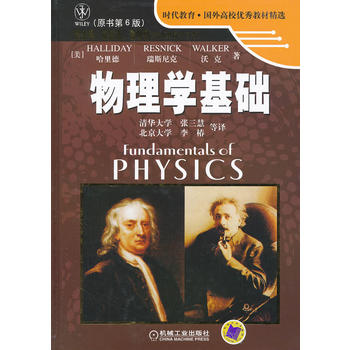 WILEY
(原书第6版)
时代教育·国外高校优秀教材精选
[美] HALLIDAY RESNICK WALKER 著
哈里德 瑞斯尼克 沃克
物理学基础
清华大学 张三慧
北京大学 李椿 等译
Fundamentals of
PHYSICS
机械工业出版社
CHINA MACHINE PRESS